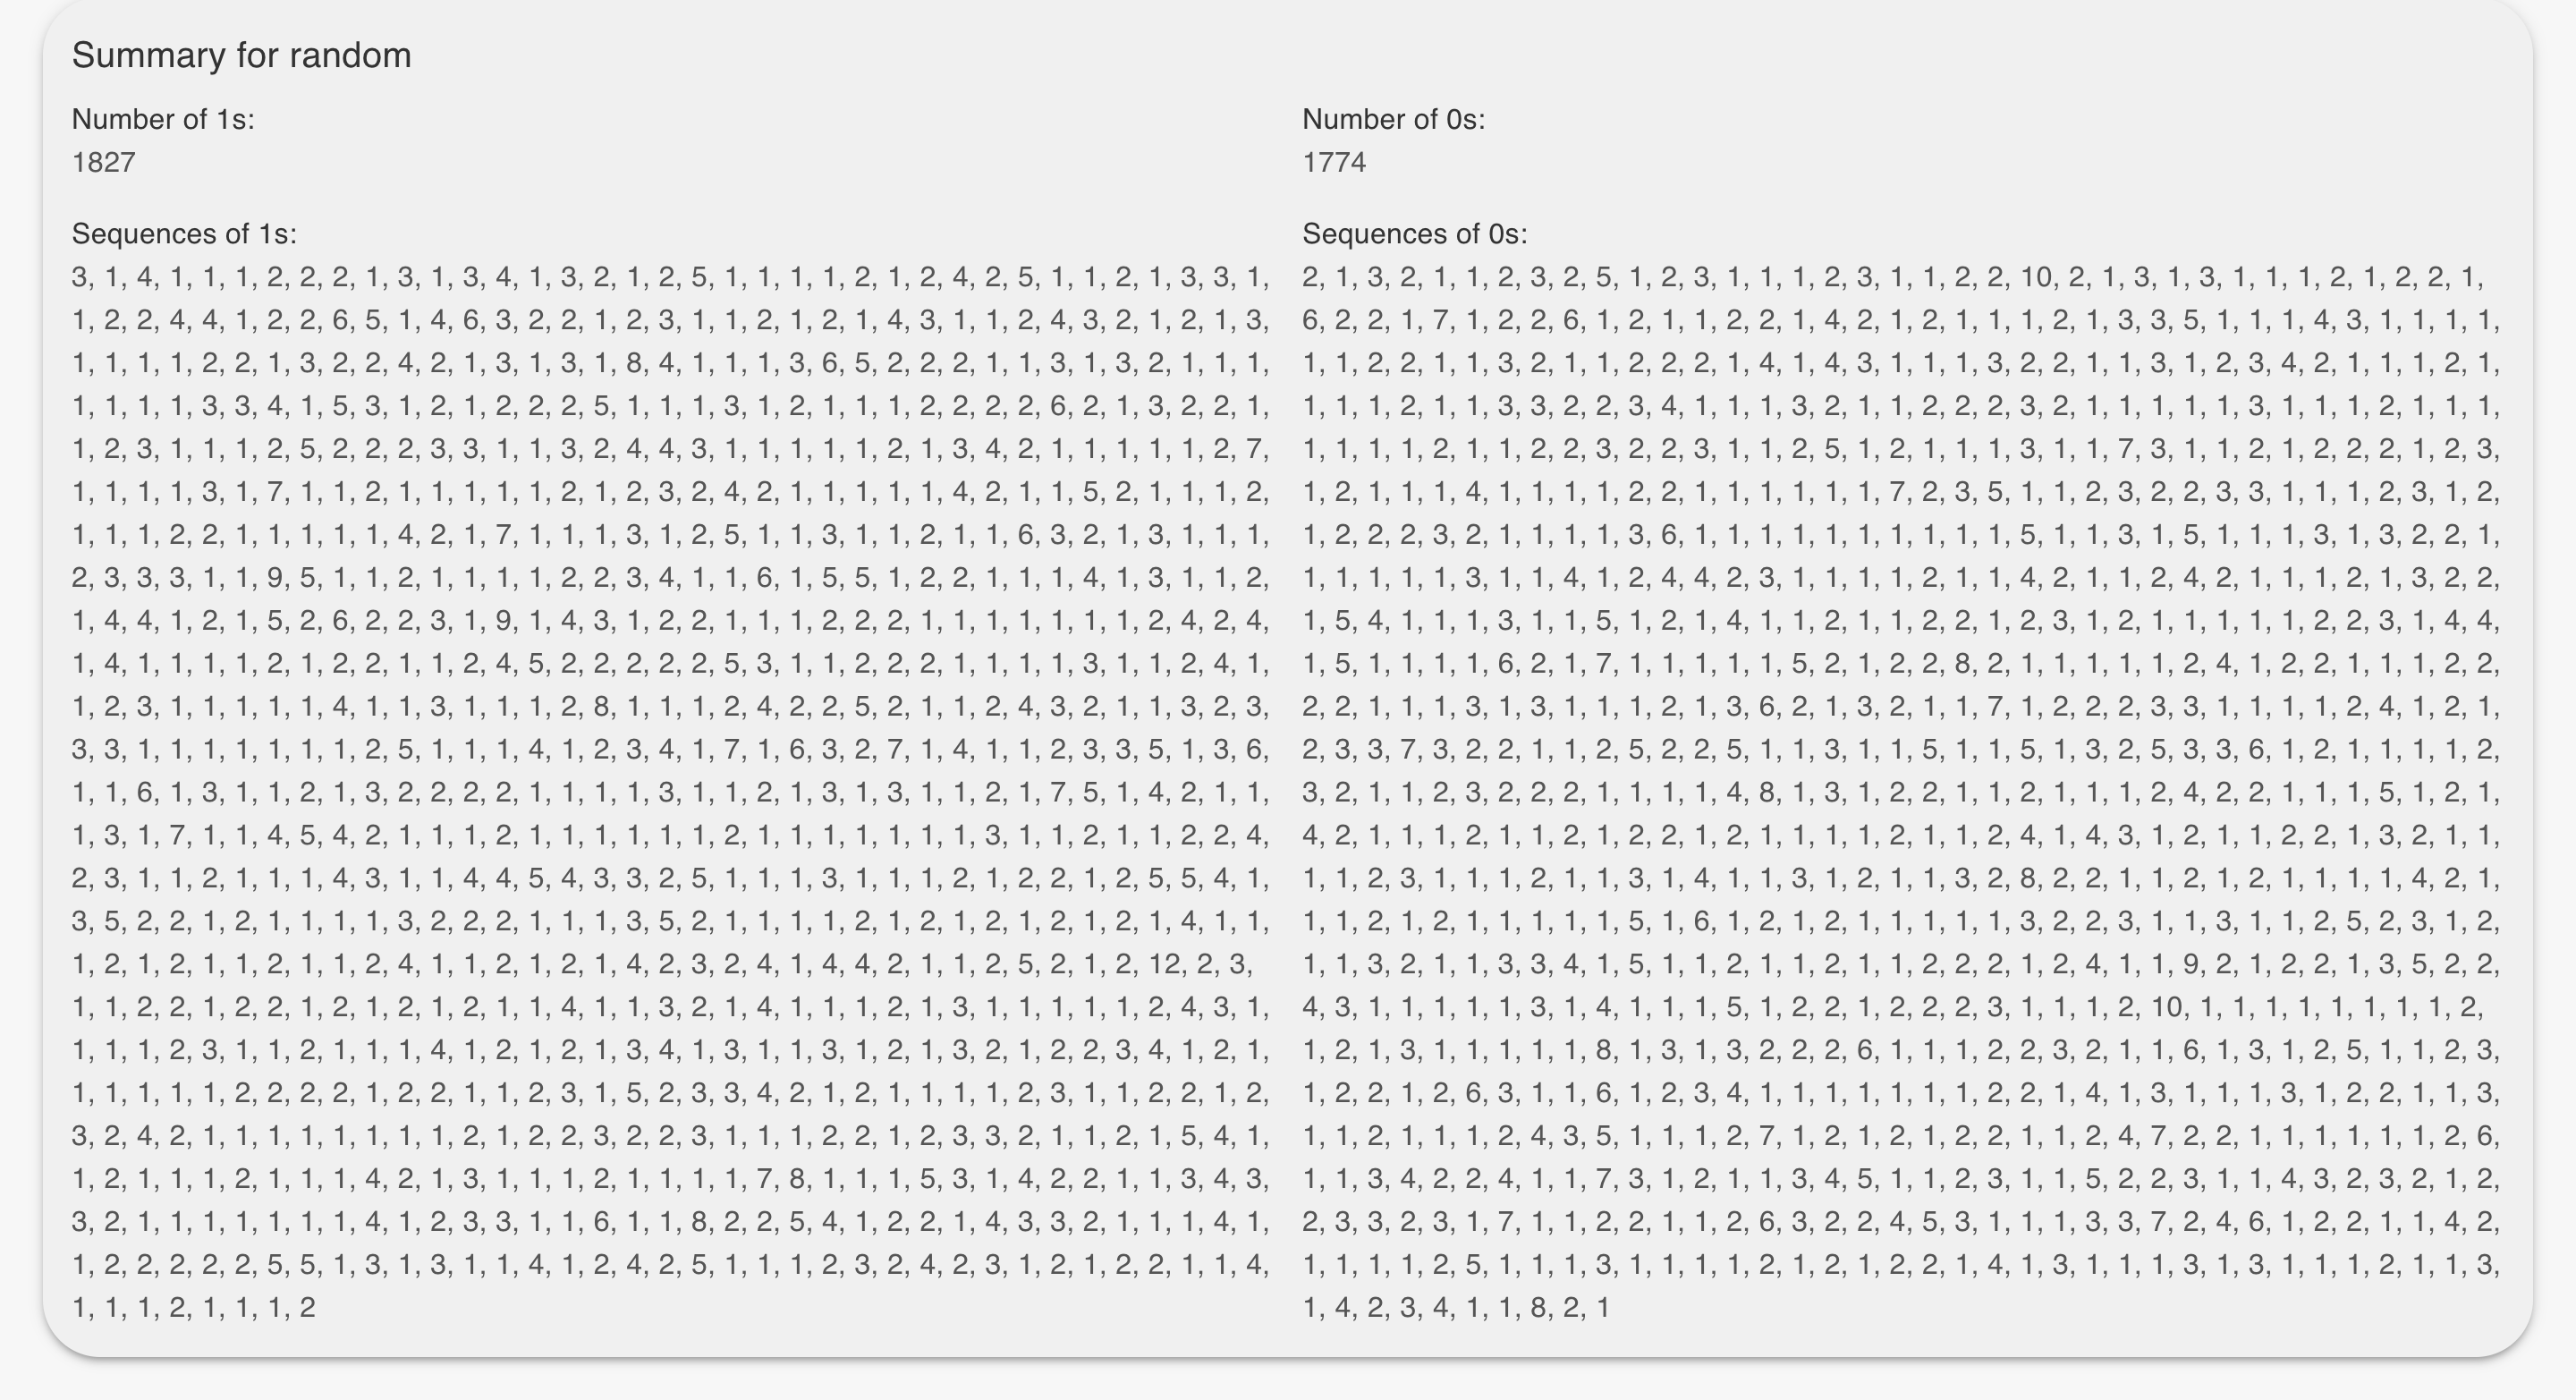 Summary for random
Number of 1s:
1827
Sequences of 1s:
3, 1, 4, 1, 1, 1, 2, 2, 2, 1, 3, 1, 3, 4, 1, 3, 2, 1, 2, 5, 1, 1, 1, 1, 2, 1, 2, 4, 2, 5, 1, 1, 2, 1, 3, 3, 1,
1, 2, 2, 4, 4, 1, 2, 2, 6, 5, 1, 4, 6, 3, 2, 2, 1, 2, 3, 1, 1, 2, 1, 2, 1, 4, 3, 1, 1, 2, 4, 3, 2, 1, 2, 1, 3,
1, 1, 1, 1, 2, 2, 1, 3, 2, 2, 4, 2, 1, 3, 1, 3, 1, 8, 4, 1, 1, 1, 3, 6, 5, 2, 2, 2, 1, 1, 3, 1, 3, 2, 1, 1, 1,
1, 1, 1, 1, 3, 3, 4, 1, 5, 3, 1, 2, 1, 2, 2, 2, 5, 1, 1, 1, 3, 1, 2, 1, 1, 1, 2, 2, 2, 2, 6, 2, 1, 3, 2, 2, 1,
1, 2, 3, 1, 1, 1, 2, 5, 2, 2, 2, 3, 3, 1, 1, 3, 2, 4, 4, 3, 1, 1, 1, 1, 1, 2, 1, 3, 4, 2, 1, 1, 1, 1, 1, 2, 7,
1, 1, 1, 1, 3, 1, 7, 1, 1, 2, 1, 1, 1, 1, 1, 2, 1, 2, 3, 2, 4, 2, 1, 1, 1, 1, 1, 4, 2, 1, 1, 5, 2, 1, 1, 1, 2,
1, 1, 1, 2, 2, 1, 1, 1, 1, 1, 4, 2, 1, 7, 1, 1, 1, 3, 1, 2, 5, 1, 1, 3, 1, 1, 2, 1, 1, 6, 3, 2, 1, 3, 1, 1, 1,
2, 3, 3, 3, 1, 1, 9, 5, 1, 1, 2, 1, 1, 1, 1, 2, 2, 3, 4, 1, 1, 6, 1, 5, 5, 1, 2, 2, 1, 1, 1, 4, 1, 3, 1, 1, 2,
1, 4, 4, 1, 2, 1, 5, 2, 6, 2, 2, 3, 1, 9, 1, 4, 3, 1, 2, 2, 1, 1, 1, 2, 2, 2, 1, 1, 1, 1, 1, 1, 1, 2, 4, 2, 4,
1, 4, 1, 1, 1, 1, 2, 1, 2, 2, 1, 1, 2, 4, 5, 2, 2, 2, 2, 2, 5, 3, 1, 1, 2, 2, 2, 1, 1, 1, 1, 3, 1, 1, 2, 4, 1,
1, 2, 3, 1, 1, 1, 1, 1, 4, 1, 1, 3, 1, 1, 1, 2, 8, 1, 1, 1, 2, 4, 2, 2, 5, 2, 1, 1, 2, 4, 3, 2, 1, 1, 3, 2, 3,
3, 3, 1, 1, 1, 1, 1, 1, 1, 2, 5, 1, 1, 1, 4, 1, 2, 3, 4, 1, 7, 1, 6, 3, 2, 7, 1, 4, 1, 1, 2, 3, 3, 5, 1, 3, 6,
1, 1, 6, 1, 3, 1, 1, 2, 1, 3, 2, 2, 2, 2, 1, 1, 1, 1, 3, 1, 1, 2, 1, 3, 1, 3, 1, 1, 2, 1, 7, 5, 1, 4, 2, 1, 1,
1, 3, 1, 7, 1, 1, 4, 5, 4, 2, 1, 1, 1, 2, 1, 1, 1, 1, 1, 1, 2, 1, 1, 1, 1, 1, 1, 1, 3, 1, 1, 2, 1, 1, 2, 2, 4,
2, 3, 1, 1, 2, 1, 1, 1, 4, 3, 1, 1, 4, 4, 5, 4, 3, 3, 2, 5, 1, 1, 1, 3, 1, 1, 1, 2, 1, 2, 2, 1, 2, 5, 5, 4, 1,
3, 5, 2, 2, 1, 2, 1, 1, 1, 1, 3, 2, 2, 2, 1, 1, 1, 3, 5, 2, 1, 1, 1, 1, 2, 1, 2, 1, 2, 1, 2, 1, 2, 1, 4, 1, 1,
1, 2, 1, 2, 1, 1, 2, 1, 1, 2, 4, 1, 1, 2, 1, 2, 1, 4, 2, 3, 2, 4, 1, 4, 4, 2, 1, 1, 2, 5, 2, 1, 2, 12, 2, 3,
1, 1, 2, 2, 1, 2, 2, 1, 2, 1, 2, 1, 2, 1, 1, 4, 1, 1, 3, 2, 1, 4, 1, 1, 1, 2, 1, 3, 1, 1, 1, 1, 1, 2, 4, 3, 1,
1, 1, 1, 2, 3, 1, 1, 2, 1, 1, 1, 4, 1, 2, 1, 2, 1, 3, 4, 1, 3, 1, 1, 3, 1, 2, 1, 3, 2, 1, 2, 2, 3, 4, 1, 2, 1,
1, 1, 1, 1, 1, 2, 2, 2, 2, 1, 2, 2, 1, 1, 2, 3, 1, 5, 2, 3, 3, 4, 2, 1, 2, 1, 1, 1, 1, 2, 3, 1, 1, 2, 2, 1, 2,
3, 2, 4, 2, 1, 1, 1, 1, 1, 1, 1, 1, 2, 1, 2, 2, 3, 2, 2, 3, 1, 1, 1, 2, 2, 1, 2, 3, 3, 2, 1, 1, 2, 1, 5, 4, 1,
1, 2, 1, 1, 1, 2, 1, 1, 1, 4, 2, 1, 3, 1, 1, 1, 2, 1, 1, 1, 1, 7, 8, 1, 1, 1, 5, 3, 1, 4, 2, 2, 1, 1, 3, 4, 3,
3, 2, 1, 1, 1, 1, 1, 1, 1, 4, 1, 2, 3, 3, 1, 1, 6, 1, 1, 8, 2, 2, 5, 4, 1, 2, 2, 1, 4, 3, 3, 2, 1, 1, 1, 4, 1,
1, 2, 2, 2, 2, 2, 5, 5, 1, 3, 1, 3, 1, 1, 4, 1, 2, 4, 2, 5, 1, 1, 1, 2, 3, 2, 4, 2, 3, 1, 2, 1, 2, 2, 1, 1, 4,
1, 1, 1, 2, 1, 1, 1, 2
Number of 0s:
1774
Sequences of 0s:
2, 1, 3, 2, 1, 1, 2, 3, 2, 5, 1, 2, 3, 1, 1, 1, 2, 3, 1, 1, 2, 2, 10, 2, 1, 3, 1, 3, 1, 1, 1, 2, 1, 2, 2, 1,
6, 2, 2, 1, 7, 1, 2, 2, 6, 1, 2, 1, 1, 2, 2, 1, 4, 2, 1, 2, 1, 1, 1, 2, 1, 3, 3, 5, 1, 1, 1, 4, 3, 1, 1, 1, 1,
1, 1, 2, 2, 1, 1, 3, 2, 1, 1, 2, 2, 2, 1, 4, 1, 4, 3, 1, 1, 1, 3, 2, 2, 1, 1, 3, 1, 2, 3, 4, 2, 1, 1, 1, 2, 1,
1, 1, 1, 2, 1, 1, 3, 3, 2, 2, 3, 4, 1, 1, 1, 3, 2, 1, 1, 2, 2, 2, 3, 2, 1, 1, 1, 1, 1, 3, 1, 1, 1, 2, 1, 1, 1,
1, 1, 1, 1, 2, 1, 1, 2, 2, 3, 2, 2, 3, 1, 1, 2, 5, 1, 2, 1, 1, 1, 3, 1, 1, 7, 3, 1, 1, 2, 1, 2, 2, 2, 1, 2, 3,
1, 2, 1, 1, 1, 4, 1, 1, 1, 1, 2, 2, 1, 1, 1, 1, 1, 1, 7, 2, 3, 5, 1, 1, 2, 3, 2, 2, 3, 3, 1, 1, 1, 2, 3, 1, 2,
1, 2, 2, 2, 3, 2, 1, 1, 1, 1, 3, 6, 1, 1, 1, 1, 1, 1, 1, 1, 1, 1, 5, 1, 1, 3, 1, 5, 1, 1, 1, 3, 1, 3, 2, 2, 1,
1, 1, 1, 1, 1, 3, 1, 1, 4, 1, 2, 4, 4, 2, 3, 1, 1, 1, 1, 2, 1, 1, 4, 2, 1, 1, 2, 4, 2, 1, 1, 1, 2, 1, 3, 2, 2,
1, 5, 4, 1, 1, 1, 3, 1, 1, 5, 1, 2, 1, 4, 1, 1, 2, 1, 1, 2, 2, 1, 2, 3, 1, 2, 1, 1, 1, 1, 1, 2, 2, 3, 1, 4, 4,
1, 5, 1, 1, 1, 1, 6, 2, 1, 7, 1, 1, 1, 1, 1, 5, 2, 1, 2, 2, 8, 2, 1, 1, 1, 1, 1, 2, 4, 1, 2, 2, 1, 1, 1, 2, 2,
2, 2, 1, 1, 1, 3, 1, 3, 1, 1, 1, 2, 1, 3, 6, 2, 1, 3, 2, 1, 1, 7, 1, 2, 2, 2, 3, 3, 1, 1, 1, 1, 2, 4, 1, 2, 1,
2, 3, 3, 7, 3, 2, 2, 1, 1, 2, 5, 2, 2, 5, 1, 1, 3, 1, 1, 5, 1, 1, 5, 1, 3, 2, 5, 3, 3, 6, 1, 2, 1, 1, 1, 1, 2,
3, 2, 1, 1, 2, 3, 2, 2, 2, 1, 1, 1, 1, 4, 8, 1, 3, 1, 2, 2, 1, 1, 2, 1, 1, 1, 2, 4, 2, 2, 1, 1, 1, 5, 1, 2, 1,
4, 2, 1, 1, 1, 2, 1, 1, 2, 1, 2, 2, 1, 2, 1, 1, 1, 1, 2, 1, 1, 2, 4, 1, 4, 3, 1, 2, 1, 1, 2, 2, 1, 3, 2, 1, 1,
1, 1, 2, 3, 1, 1, 1, 2, 1, 1, 3, 1, 4, 1, 1, 3, 1, 2, 1, 1, 3, 2, 8, 2, 2, 1, 1, 2, 1, 2, 1, 1, 1, 1, 4, 2, 1,
1, 1, 2, 1, 2, 1, 1, 1, 1, 1, 5, 1, 6, 1, 2, 1, 2, 1, 1, 1, 1, 1, 3, 2, 2, 3, 1, 1, 3, 1, 1, 2, 5, 2, 3, 1, 2,
1, 1, 3, 2, 1, 1, 3, 3, 4, 1, 5, 1, 1, 2, 1, 1, 2, 1, 1, 2, 2, 2, 1, 2, 4, 1, 1, 9, 2, 1, 2, 2, 1, 3, 5, 2, 2,
4, 3, 1, 1, 1, 1, 1, 3, 1, 4, 1, 1, 1, 5, 1, 2, 2, 1, 2, 2, 2, 3, 1, 1, 1, 2, 10, 1, 1, 1, 1, 1, 1, 1, 1, 2,
1, 2, 1, 3, 1, 1, 1, 1, 1, 8, 1, 3, 1, 3, 2, 2, 2, 6, 1, 1, 1, 2, 2, 3, 2, 1, 1, 6, 1, 3, 1, 2, 5, 1, 1, 2, 3,
1, 2, 2, 1, 2, 6, 3, 1, 1, 6, 1, 2, 3, 4, 1, 1, 1, 1, 1, 1, 1, 2, 2, 1, 4, 1, 3, 1, 1, 1, 3, 1, 2, 2, 1, 1, 3,
1, 1, 2, 1, 1, 1, 2, 4, 3, 5, 1, 1, 1, 2, 7, 1, 2, 1, 2, 1, 2, 2, 1, 1, 2, 4, 7, 2, 2, 1, 1, 1, 1, 1, 1, 2, 6,
1, 1, 3, 4, 2, 2, 4, 1, 1, 7, 3, 1, 2, 1, 1, 3, 4, 5, 1, 1, 2, 3, 1, 1, 5, 2, 2, 3, 1, 1, 4, 3, 2, 3, 2, 1, 2,
2, 3, 3, 2, 3, 1, 7, 1, 1, 2, 2, 1, 1, 2, 6, 3, 2, 2, 4, 5, 3, 1, 1, 1, 3, 3, 7, 2, 4, 6, 1, 2, 2, 1, 1, 4, 2,
1, 1, 1, 1, 2, 5, 1, 1, 1, 3, 1, 1, 1, 1, 2, 1, 2, 1, 2, 2, 1, 4, 1, 3, 1, 1, 1, 3, 1, 3, 1, 1, 1, 2, 1, 1, 3,
1, 4, 2, 3, 4, 1, 1, 8, 2, 1